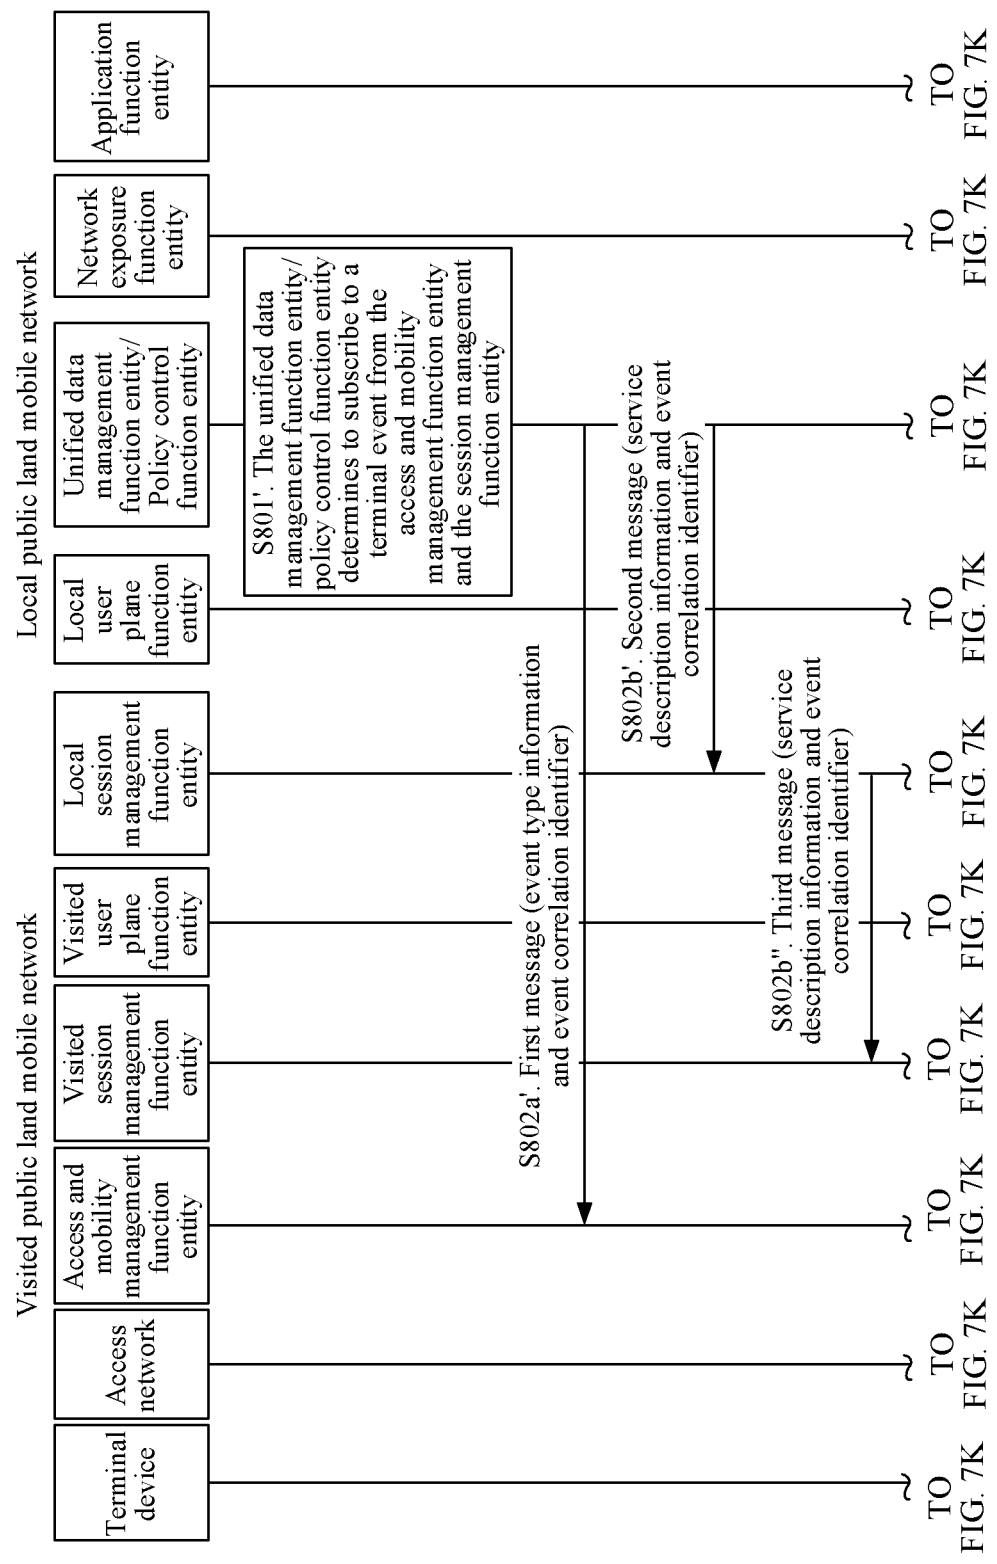 Visited public land mobile network
Local public land mobile network
Terminal
device
Access
network
Access and
mobility
management
function
entity
Visited
session
management
function
entity
Visited
user
plane
function
entity
Local
session
management
function
entity
Local
user
plane
function
entity
Unified data
management
function entity/
Policy control
function entity
Network
exposure
function
entity
Application
function
entity
S801'. The unified data
management function entity/
policy control function entity
determines to subscribe to a
terminal event from the
access and mobility
management function entity
and the session management
function entity
S802a'. First message (event type information
and event correlation identifier)
S802b'. Second message (service
description information and event
correlation identifier)
S802b''. Third message (service
description information and event
correlation identifier)
TO
FIG. 7K
TO
FIG. 7K
TO
FIG. 7K
TO
FIG. 7K
TO
FIG. 7K
TO
FIG. 7K
TO
FIG. 7K
TO
FIG. 7K
TO
FIG. 7K
TO
FIG. 7K